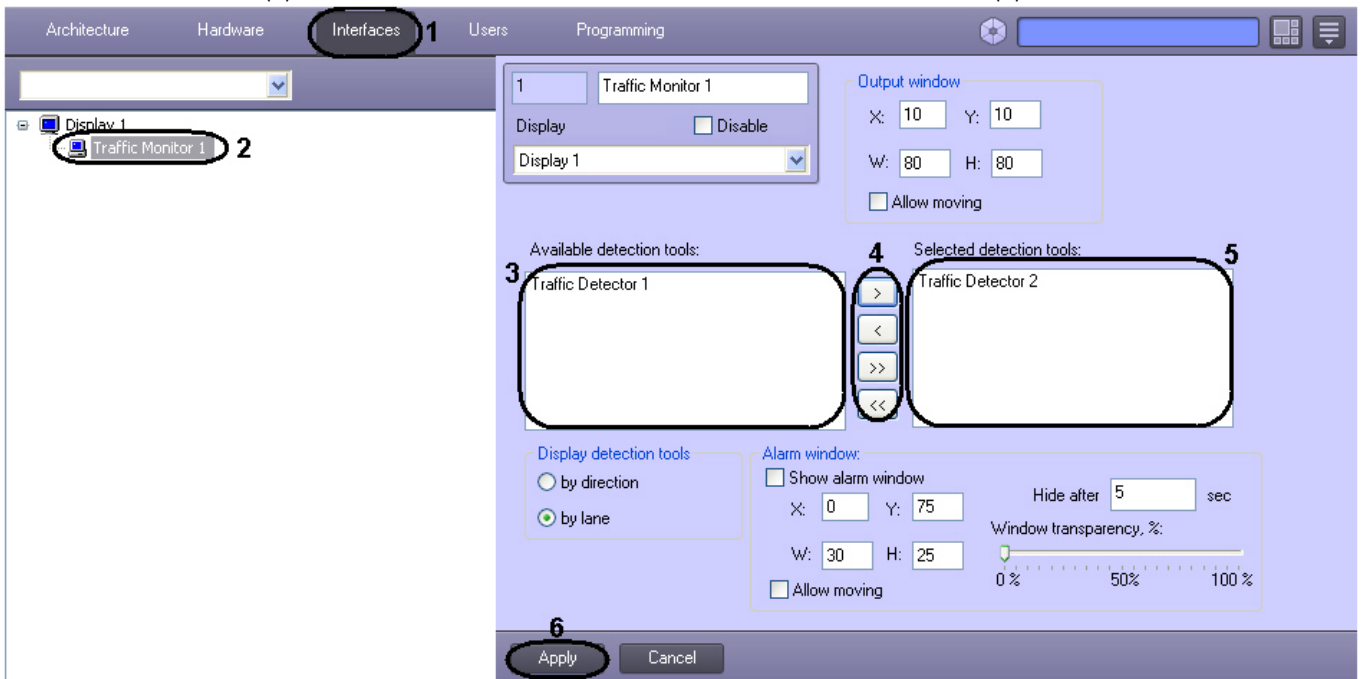 Architecture Hardware Interfaces 1 Users Programming
Display 1
Traffic Monitor 1 2
1 Traffic Monitor 1
Display Disable
Display 1
Output window
X: 10 Y: 10
W: 80 H: 80
Allow moving
Available detection tools: 4 Selected detection tools: 5
3 Traffic Detector 1 > Traffic Detector 2
<
>>
<<
Display detection tools
by direction
by lane
Alarm window:
Show alarm window
X: 0 Y: 75
W: 30 H: 25
Allow moving
Hide after 5 sec
Window transparency, %:
0 % 50% 100 %
6
Apply Cancel